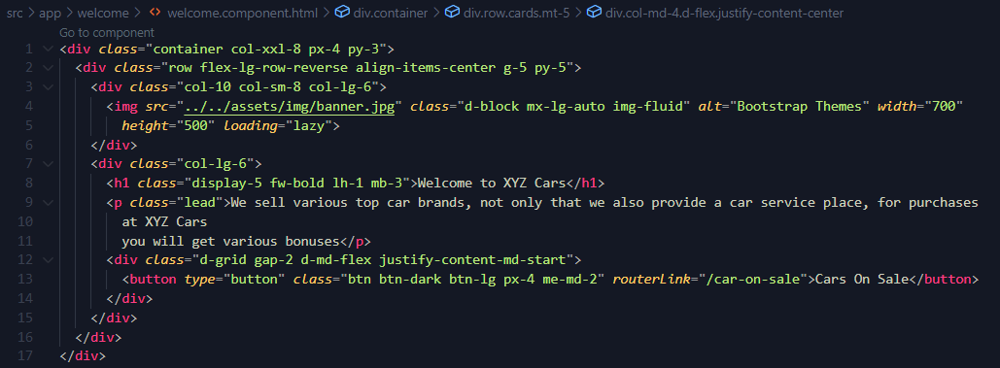 src > app > welcome > <> welcome.component.html > div.container > div.row.cards.mt-5 > div.col-md-4.d-flex.justify-content-center
Go to component
1 <div class="container col-xxl-8 px-4 py-3">
2 <div class="row flex-lg-row-reverse align-items-center g-5 py-5">
3 <div class="col-10 col-sm-8 col-lg-6">
4 <img src="../../assets/img/banner.jpg" class="d-block mx-lg-auto img-fluid" alt="Bootstrap Themes" width="700"
5 height="500" loading="lazy">
6 </div>
7 <div class="col-lg-6">
8 <h1 class="display-5 fw-bold lh-1 mb-3">Welcome to XYZ Cars</h1>
9 <p class="lead">We sell various top car brands, not only that we also provide a car service place, for purchases
10 at XYZ Cars
11 you will get various bonuses</p>
12 <div class="d-grid gap-2 d-md-flex justify-content-md-start">
13 <button type="button" class="btn btn-dark btn-lg px-4 me-md-2" routerLink="/car-on-sale">Cars On Sale</button>
14 </div>
15 </div>
16 </div>
17 </div>